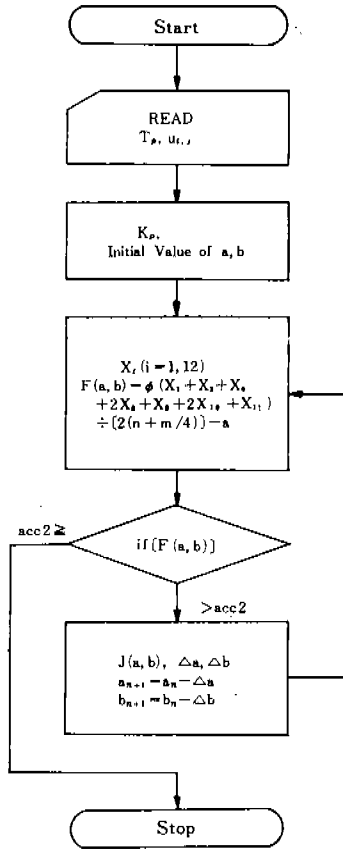 Start
READ
Tₚ, uᵢ,ⱼ
Kₚ,
Initial Value of a, b
Xᵢ (i = 1, 12)
F(a, b) − φ (X₁ + X₃ + X₆
+ 2X₈ + X₉ + 2X₁₀ + X₁₁)
÷ [2(n + m/4)] − a
acc2 ≧
if [F(a, b)]
>acc2
J(a, b), △a, △b
aₙ₊₁ = aₙ − △a
bₙ₊₁ = bₙ − △b
Stop